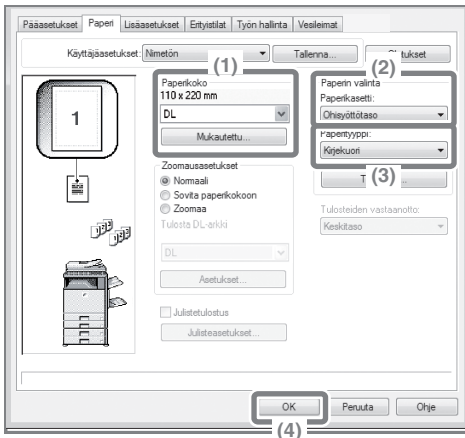 Pääasetukset Paperi Lisäasetukset Erityistilat Työn hallinta Vesileimat
Käyttäjäasetukset: Nimetön Tallenna...
(1)
(2)
Paperikoko
110 x 220 mm
DL
Mukautettu...
Paperin valinta
Paperikasetti:
Ohisyöttötaso
Paperityyppi:
Kirjekuori
(3)
1
Zoomausasetukset
Normaali
Sovita paperikokoon
Zoomaa
Tulosta DL-arkki
DL
Asetukset...
Tulosteiden vastaanotto:
Keskitaso
Julistetulostus
Julisteasetukset...
OK Peruuta Ohje
(4)